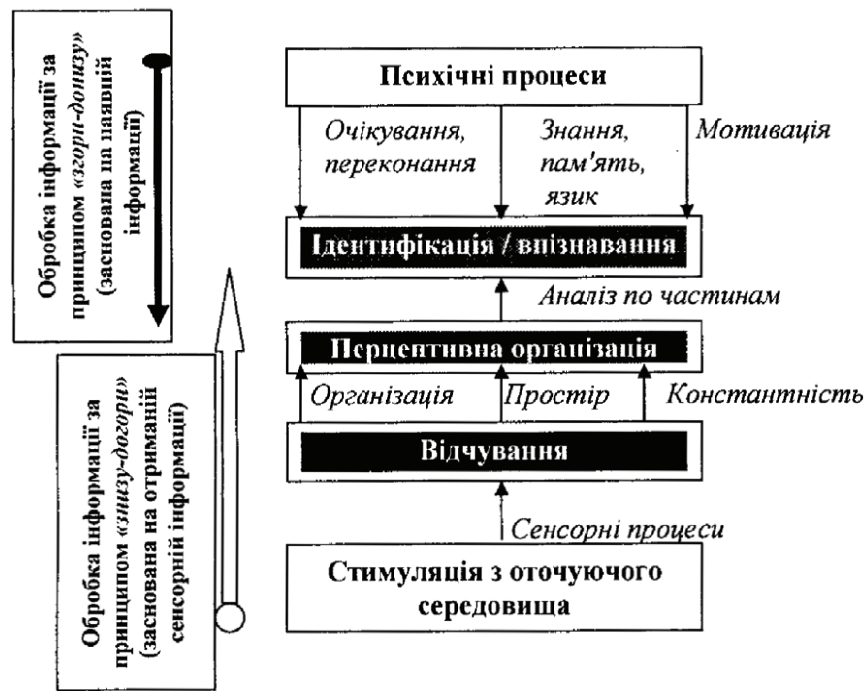 Обробка інформації за
принципом «згори-донизу»
(заснована на наявній
інформації)
Психічні процеси
Очікування,
переконання
Знання,
пам'ять,
язик
Мотивація
Ідентифікація / впізнавання
Аналіз по частинам
Перцептивна організація
Організація
Простір
Константність
Відчування
Сенсорні процеси
Стимуляція з оточуючого
середовища
Обробка інформації за
принципом «знизу-догори»
(заснована на отриманій
сенсорній інформації)